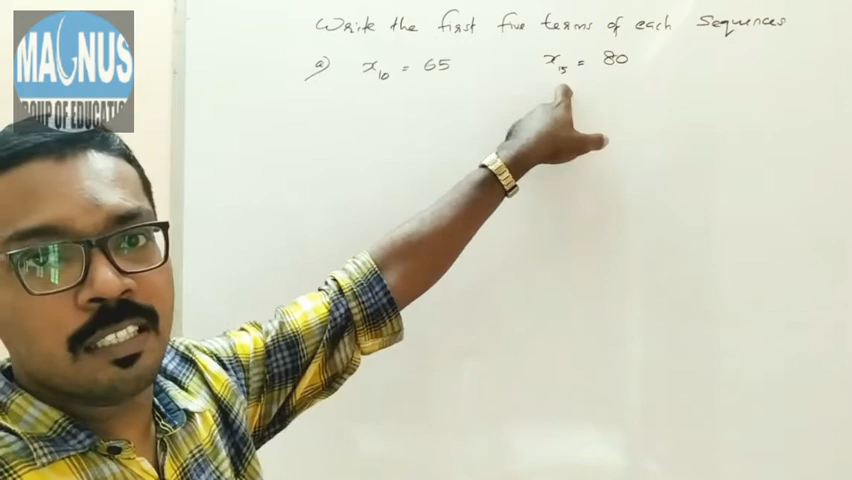 MAGNUS
GROUP OF EDUCATION
Write the first five terms of each Sequences
a) x₁₀ = 65 x₁₅ = 80